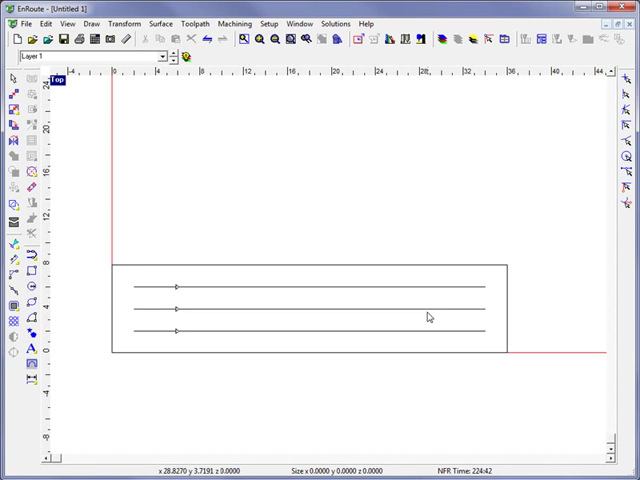 EnRoute - [Untitled 1]
File Edit View Draw Transform Surface Toolpath Machining Window Solutions Help
Layer 1
-4 0 4 8 12 16 20 24 28 32 36 40 44
Top
24
20
16
12
8
4
0
-4
-8
x 28.8270 y 3.7191 z 0.0000 Size x 0.0000 y 0.0000 z 0.0000 NFR Time: 224:42